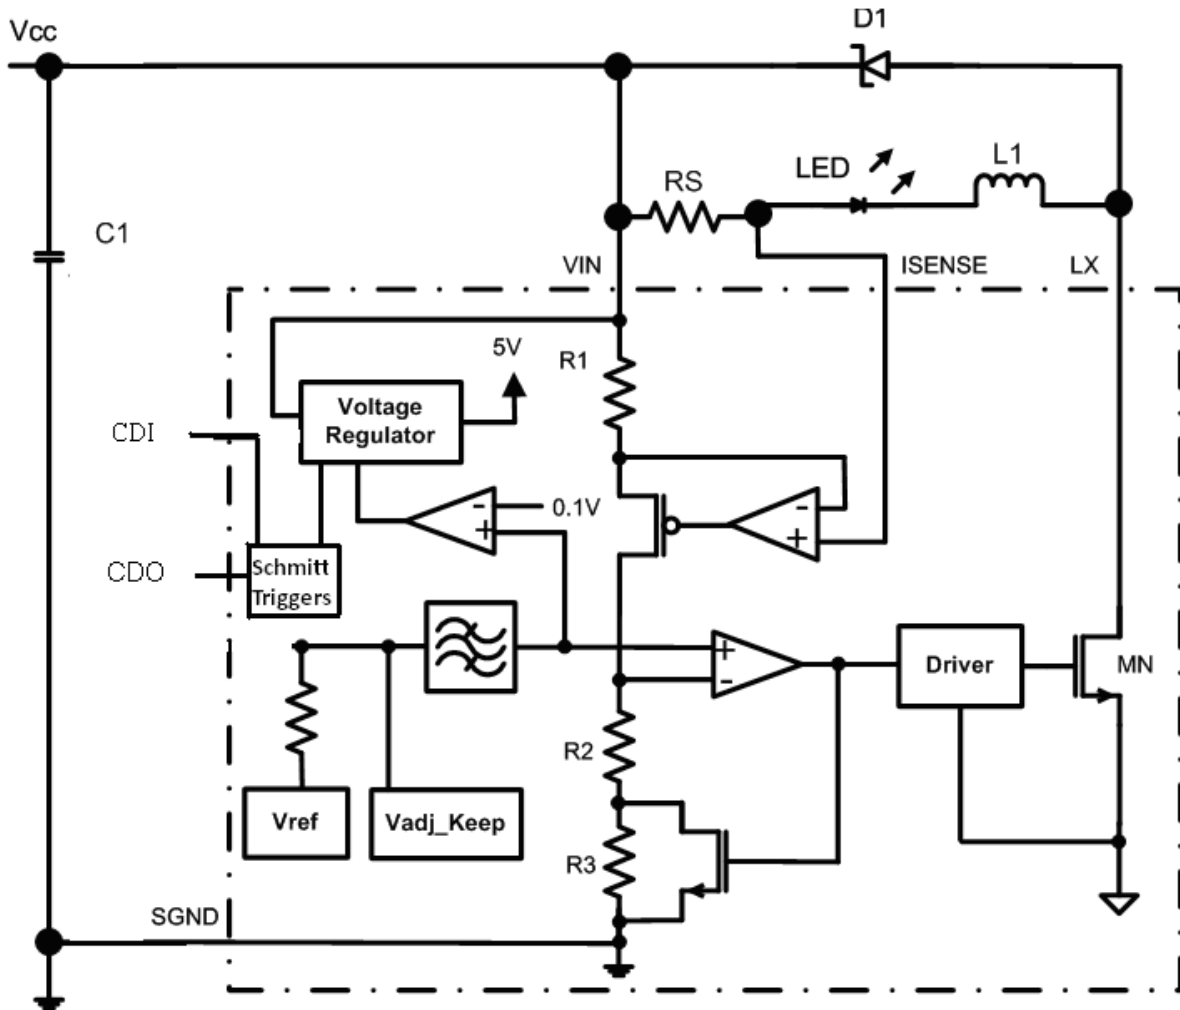 D1
Vcc
LED
L1
RS
C1
VIN
ISENSE
LX
5V
R1
Voltage
Regulator
CDI
-
0.1V
+
-
+
CDO
Schmitt
Triggers
+
-
Driver
MN
R2
Vref
Vadj_Keep
R3
SGND